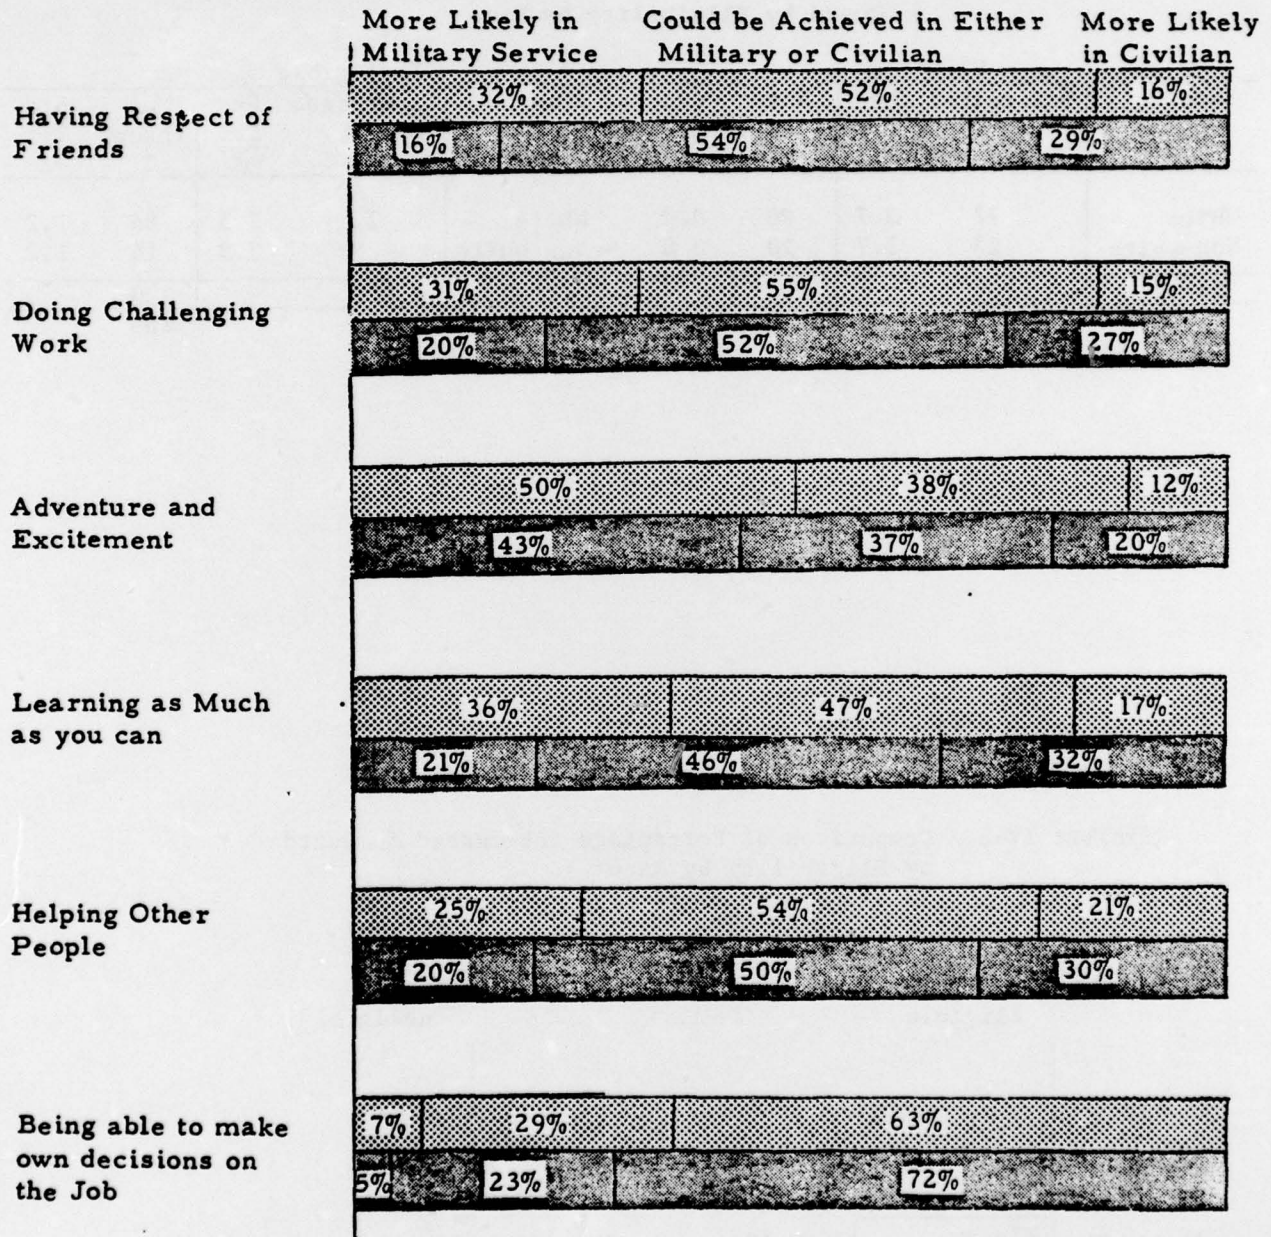 More Likely in Could be Achieved in Either More Likely
Military Service Military or Civilian in Civilian
32% 52% 16%
Having Respect of
Friends
16% 54% 29%
31% 55% 15%
Doing Challenging
Work
20% 52% 27%
50% 38% 12%
Adventure and
Excitement
43% 37% 20%
36% 47% 17%
Learning as Much
as you can
21% 46% 32%
25% 54% 21%
Helping Other
People
20% 50% 30%
7% 29% 63%
Being able to make
own decisions on
the Job
5% 23% 72%